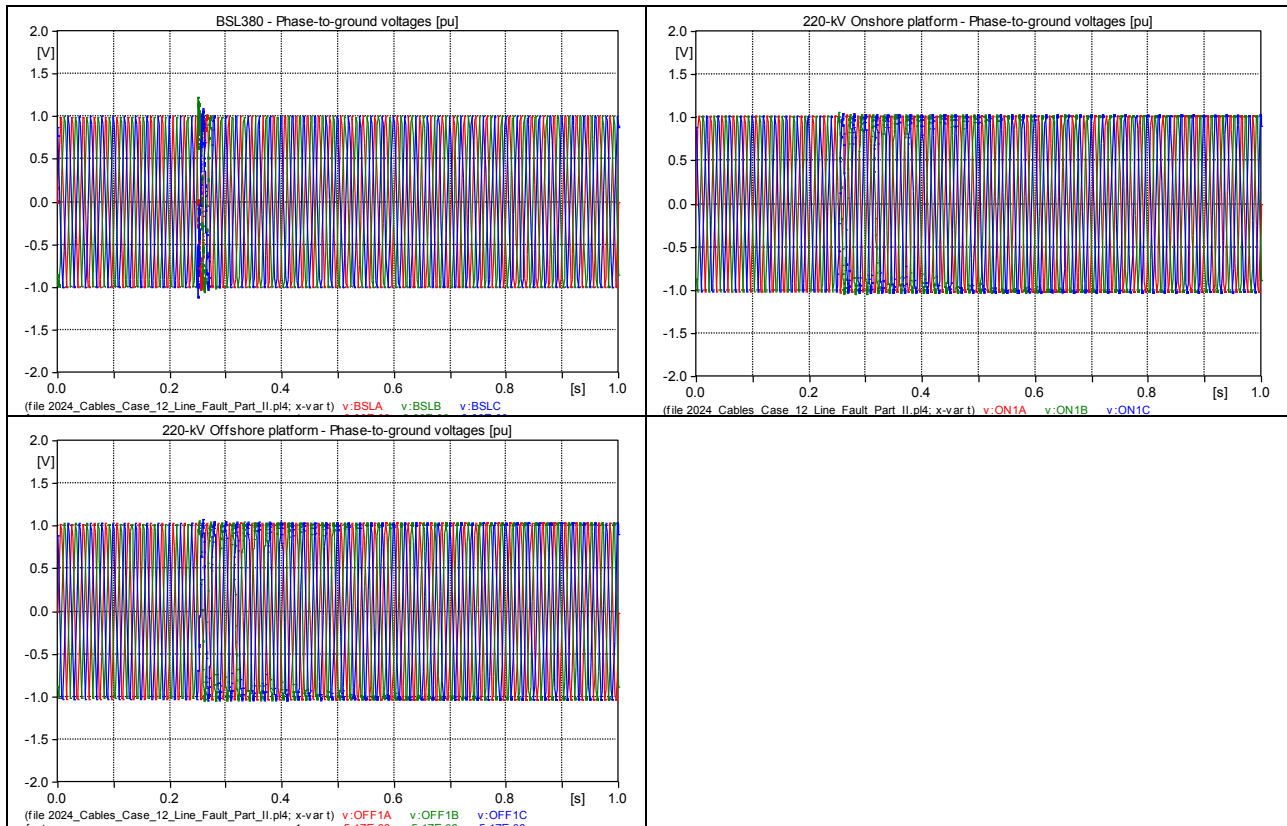 BSL380 - Phase-to-ground voltages [pu]
2.0
[V]
1.5
1.0
0.5
0.0
-0.5
-1.0
-1.5
-2.0
0.0 0.2 0.4 0.6 0.8 [s] 1.0
(file 2024_Cables_Case_12_Line_Fault_Part_II.pl4; x-var t) v:BSLA v:BSLB v:BSLC
220-kV Onshore platform - Phase-to-ground voltages [pu]
2.0
[V]
1.5
1.0
0.5
0.0
-0.5
-1.0
-1.5
-2.0
0.0 0.2 0.4 0.6 0.8 [s] 1.0
(file 2024_Cables_Case_12_Line_Fault_Part_II.pl4; x-var t) v:ON1A v:ON1B v:ON1C
220-kV Offshore platform - Phase-to-ground voltages [pu]
2.0
[V]
1.5
1.0
0.5
0.0
-0.5
-1.0
-1.5
-2.0
0.0 0.2 0.4 0.6 0.8 [s] 1.0
(file 2024_Cables_Case_12_Line_Fault_Part_II.pl4; x-var t) v:OFF1A v:OFF1B v:OFF1C